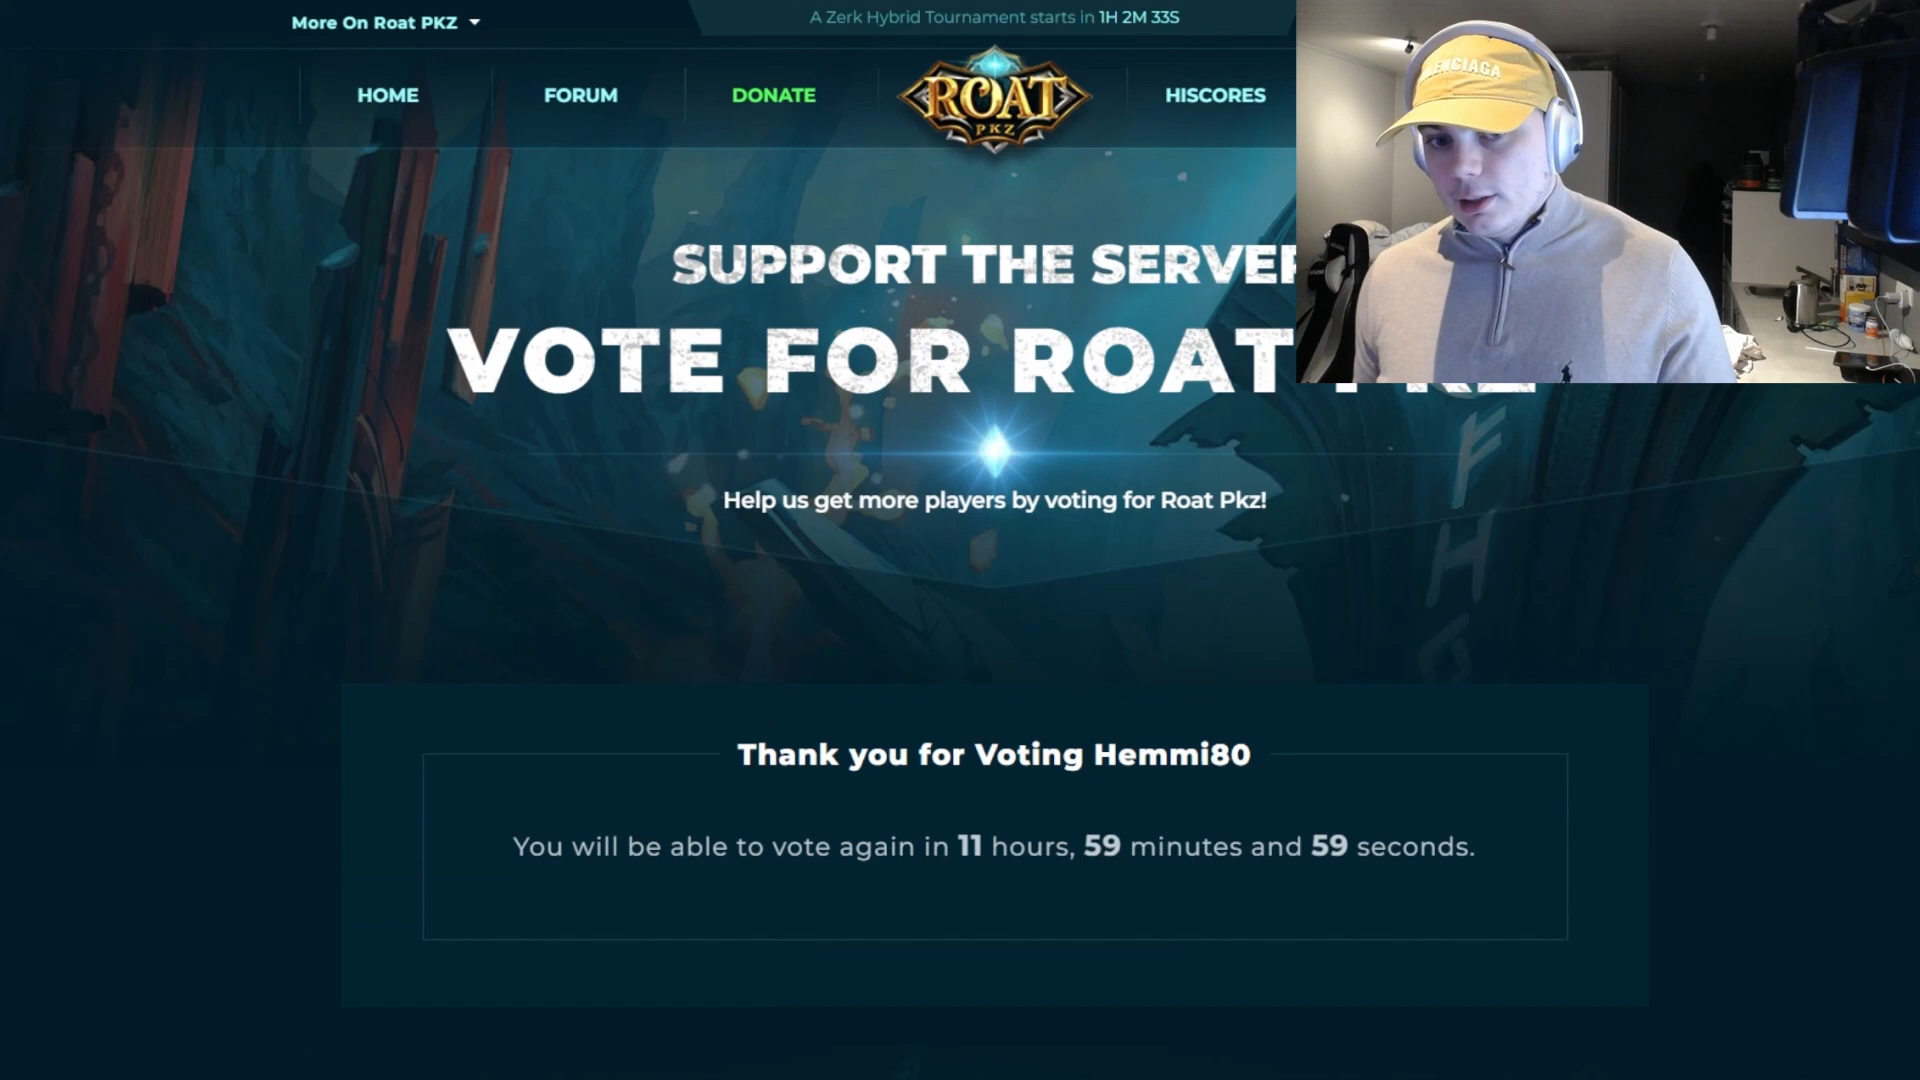 More On Roat PKZ
A Zerk Hybrid Tournament starts in 1H 2M 33S
HOME
FORUM
DONATE
ROAT
PKZ
HISCORES
SUPPORT THE SERVER
VOTE FOR ROAT PKZ
Help us get more players by voting for Roat Pkz!
Thank you for Voting Hemmi80
You will be able to vote again in 11 hours, 59 minutes and 59 seconds.